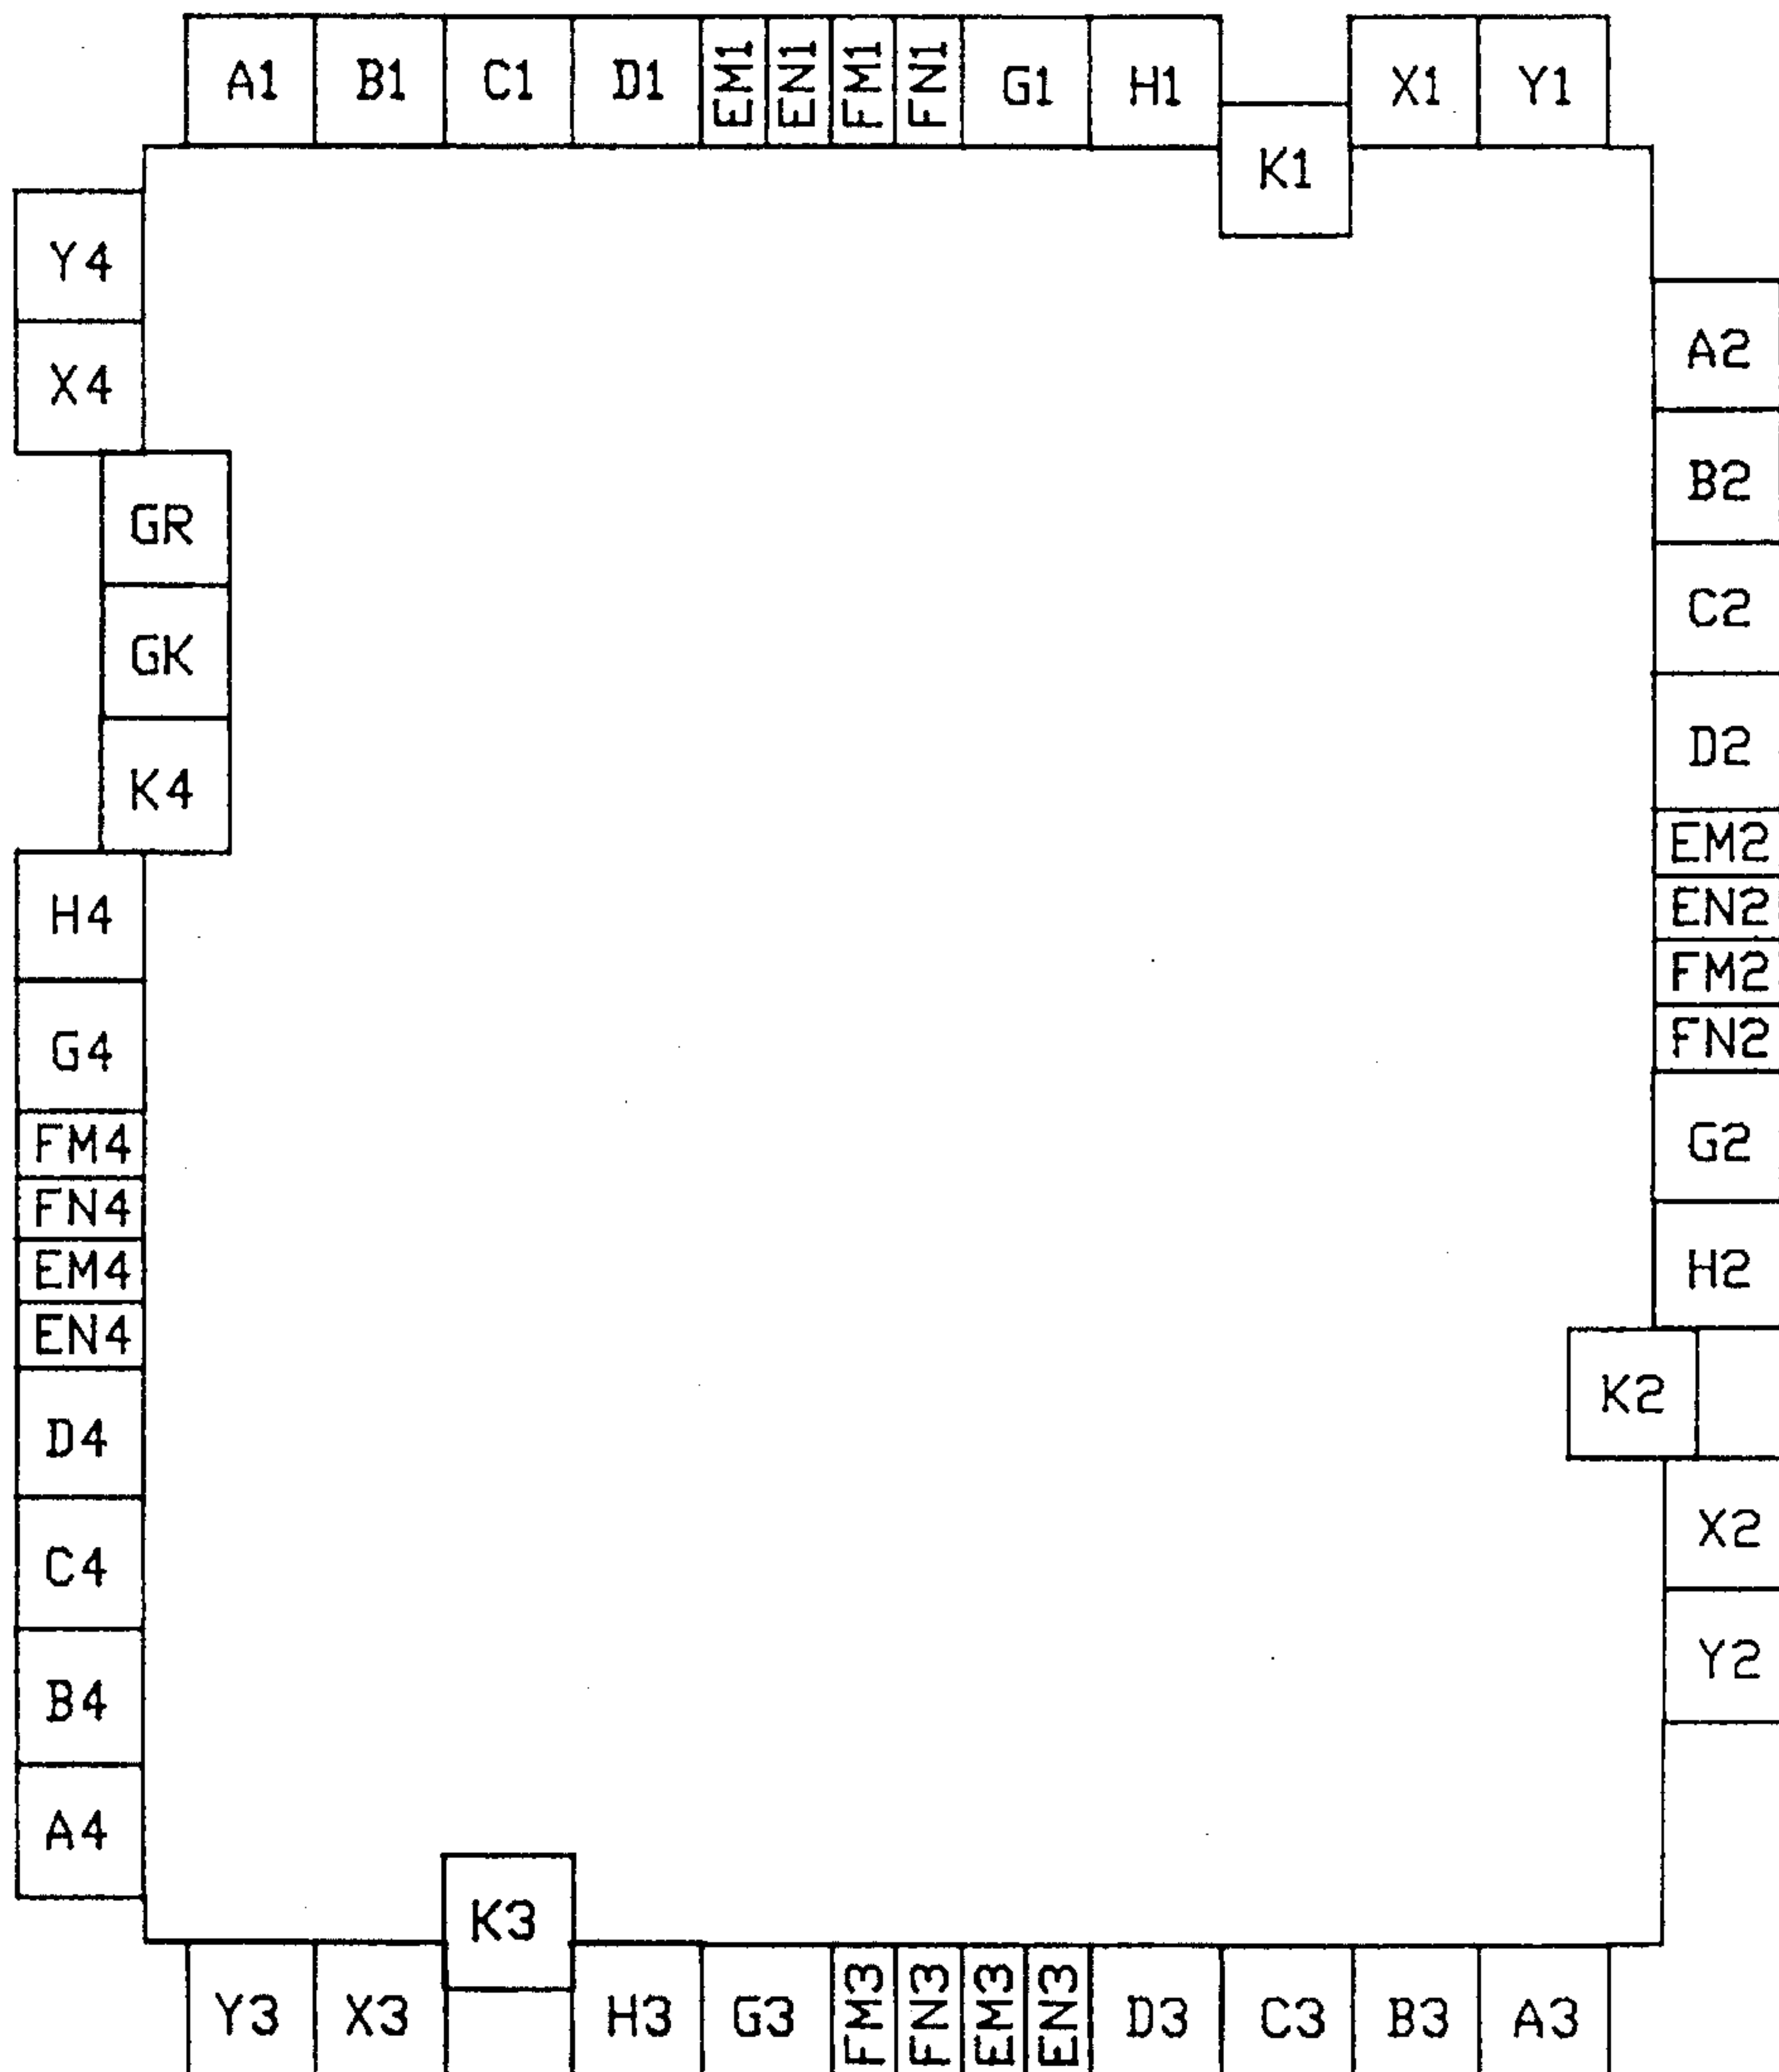 A1 B1 C1 D1 EM1 EN1 FM1 FN1 G1 H1 X1 Y1
K1
Y4
A2
X4
B2
GR
C2
GK
D2
K4
EM2
H4
EN2
FM2
FN2
G4
G2
FM4
FN4
EM4
H2
EN4
K2
D4
X2
C4
Y2
B4
A4
K3
Y3 X3 H3 G3 FM3 FN3 EM3 EN3 D3 C3 B3 A3